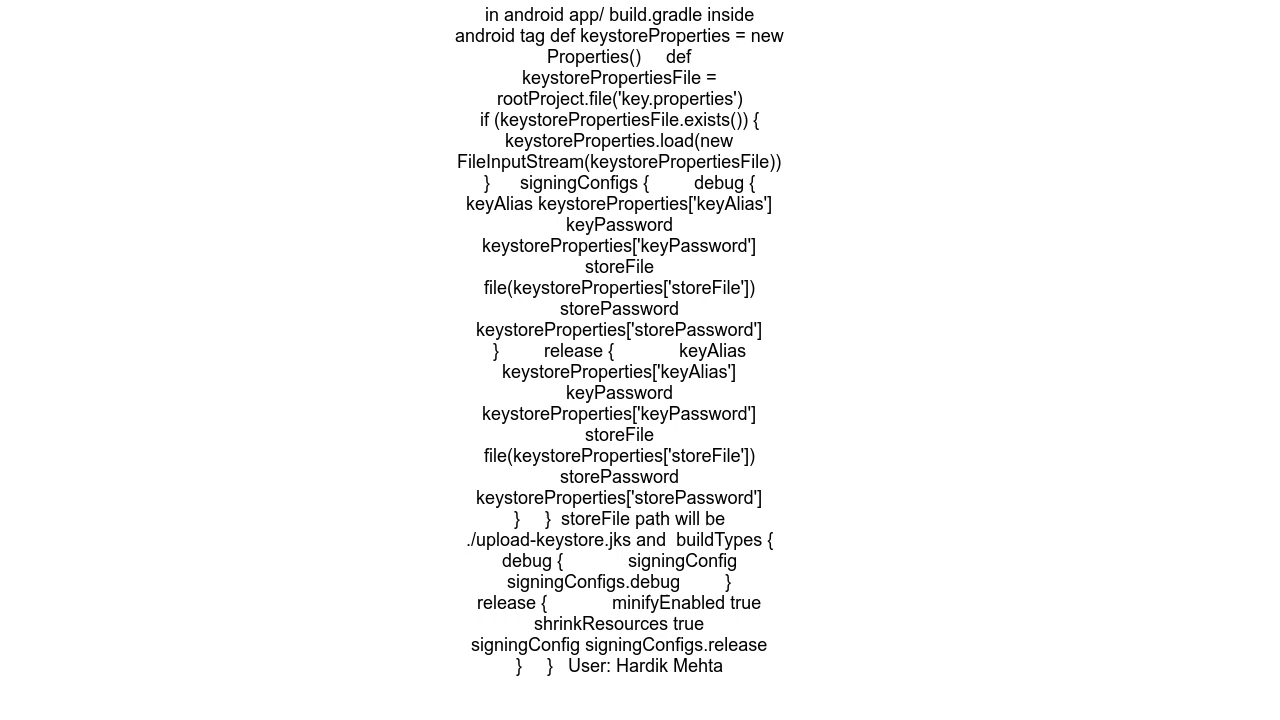 in android app/ build.gradle inside
android tag def keystoreProperties = new
Properties()     def
keystorePropertiesFile =
rootProject.file('key.properties')
if (keystorePropertiesFile.exists()) {
keystoreProperties.load(new
FileInputStream(keystorePropertiesFile))
}      signingConfigs {         debug {
keyAlias keystoreProperties['keyAlias']
keyPassword
keystoreProperties['keyPassword']
storeFile
file(keystoreProperties['storeFile'])
storePassword
keystoreProperties['storePassword']
}         release {             keyAlias
keystoreProperties['keyAlias']
keyPassword
keystoreProperties['keyPassword']
storeFile
file(keystoreProperties['storeFile'])
storePassword
keystoreProperties['storePassword']
}     }  storeFile path will be
./upload-keystore.jks and  buildTypes {
debug {             signingConfig
signingConfigs.debug         }
release {             minifyEnabled true
shrinkResources true
signingConfig signingConfigs.release
}     }   User: Hardik Mehta